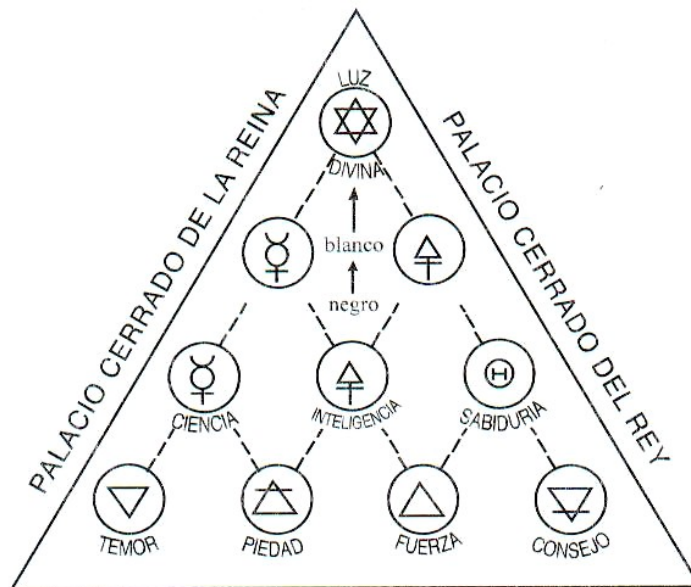 PALACIO CERRADO DE LA REINA
PALACIO CERRADO DEL REY
LUZ
DIVINA
blanco
negro
CIENCIA
INTELIGENCIA
SABIDURIA
TEMOR
PIEDAD
FUERZA
CONSEJO